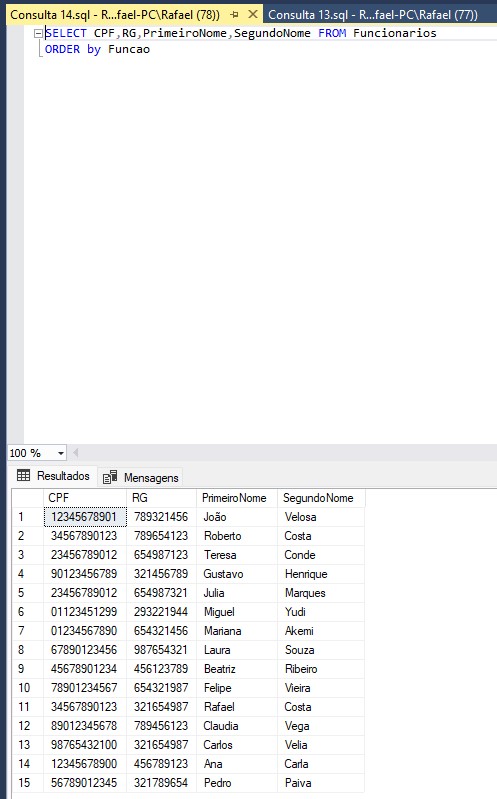 Consulta 14.sql - R...fael-PC\Rafael (78)) Consulta 13.sql - R...fael-PC\Rafael (77))
SELECT CPF,RG,PrimeiroNome,SegundoNome FROM Funcionarios
ORDER by Funcao
100 %
Resultados Mensagens
CPF RG PrimeiroNome SegundoNome
1 12345678901 789321456 João Velosa
2 34567890123 789654123 Roberto Costa
3 23456789012 654987123 Teresa Conde
4 90123456789 321456789 Gustavo Henrique
5 23456789012 654987321 Julia Marques
6 01123451299 293221944 Miguel Yudi
7 01234567890 654321456 Mariana Akemi
8 67890123456 987654321 Laura Souza
9 45678901234 456123789 Beatriz Ribeiro
10 78901234567 654321987 Felipe Vieira
11 34567890123 321654987 Rafael Costa
12 89012345678 789456123 Claudia Vega
13 98765432100 321654987 Carlos Velia
14 12345678900 456789123 Ana Carla
15 56789012345 321789654 Pedro Paiva